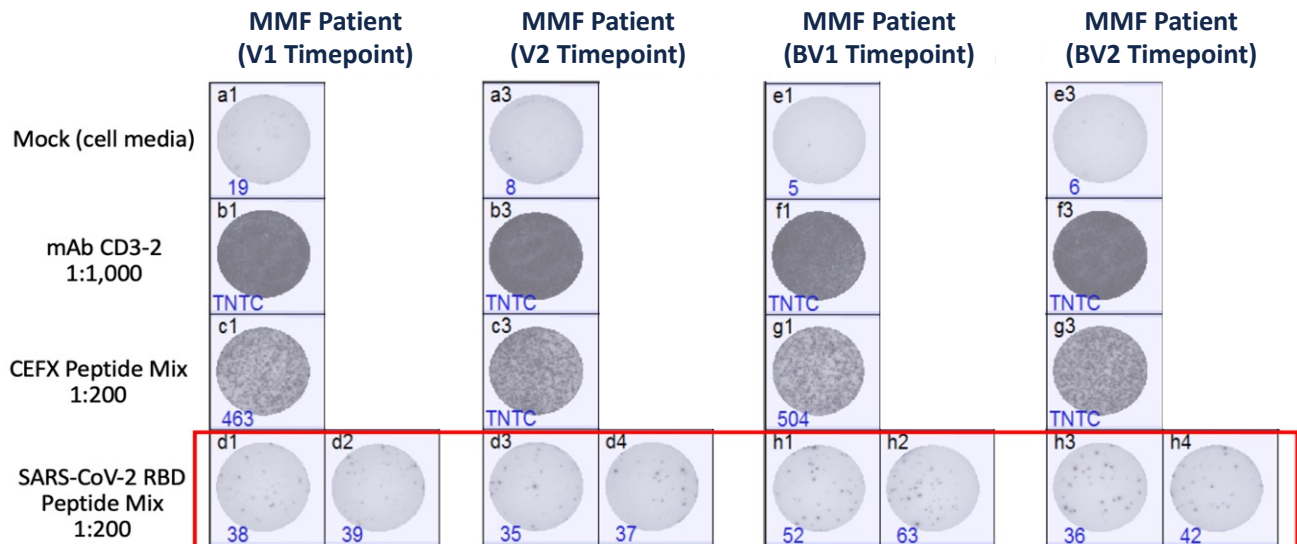 MMF Patient
(V1 Timepoint)
MMF Patient
(V2 Timepoint)
MMF Patient
(BV1 Timepoint)
MMF Patient
(BV2 Timepoint)
Mock (cell media)
a1
19
a3
8
e1
5
e3
6
mAb CD3-2
1:1,000
b1
TNTC
b3
TNTC
f1
TNTC
f3
TNTC
CEFX Peptide Mix
1:200
c1
463
c3
TNTC
g1
504
g3
TNTC
SARS-CoV-2 RBD
Peptide Mix
1:200
d1
38
d2
39
d3
35
d4
37
h1
52
h2
63
h3
36
h4
42